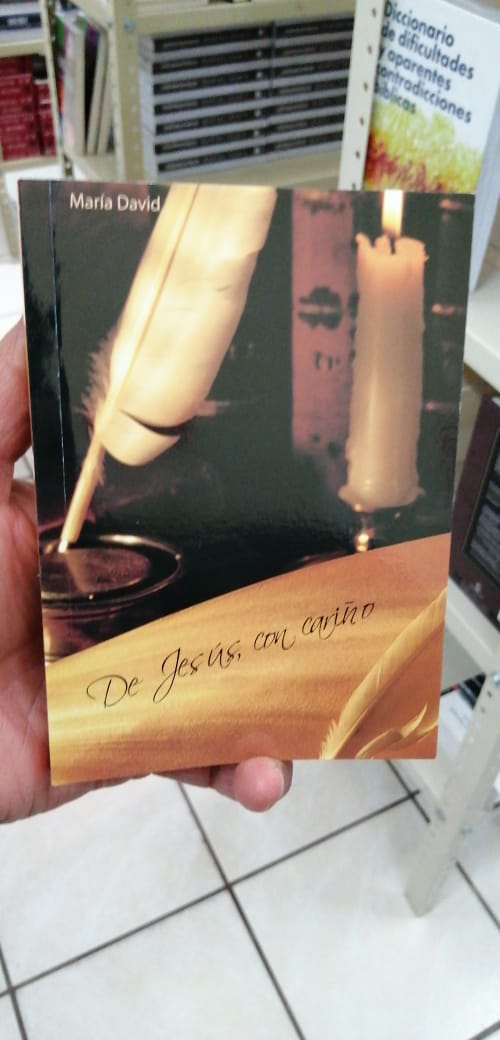 María David
De Jesús, con cariño
Diccionario
de dificultades
y aparentes
contradicciones
bíblicas